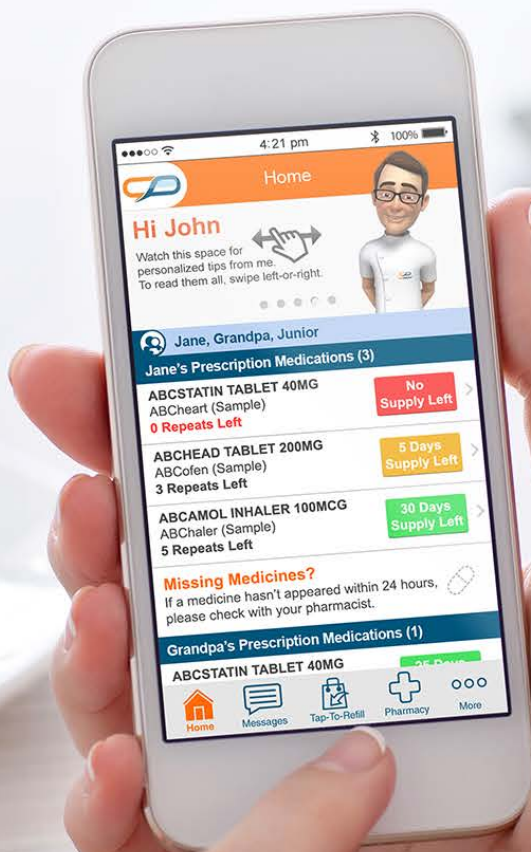 4:21 pm
100%
Home
Hi John
Watch this space for
personalized tips from me.
To read them all, swipe left-or-right.
Jane, Grandpa, Junior
Jane's Prescription Medications (3)
ABCSTATIN TABLET 40MG
ABCheart (Sample)
0 Repeats Left
No
Supply Left
ABCHEAD TABLET 200MG
ABCofen (Sample)
3 Repeats Left
5 Days
Supply Left
ABCAMOL INHALER 100MCG
ABChaler (Sample)
5 Repeats Left
30 Days
Supply Left
Missing Medicines?
If a medicine hasn't appeared within 24 hours,
please check with your pharmacist.
Grandpa's Prescription Medications (1)
ABCSTATIN TABLET 40MG
25 Days
Home
Messages
Tap-To-Refill
Pharmacy
More